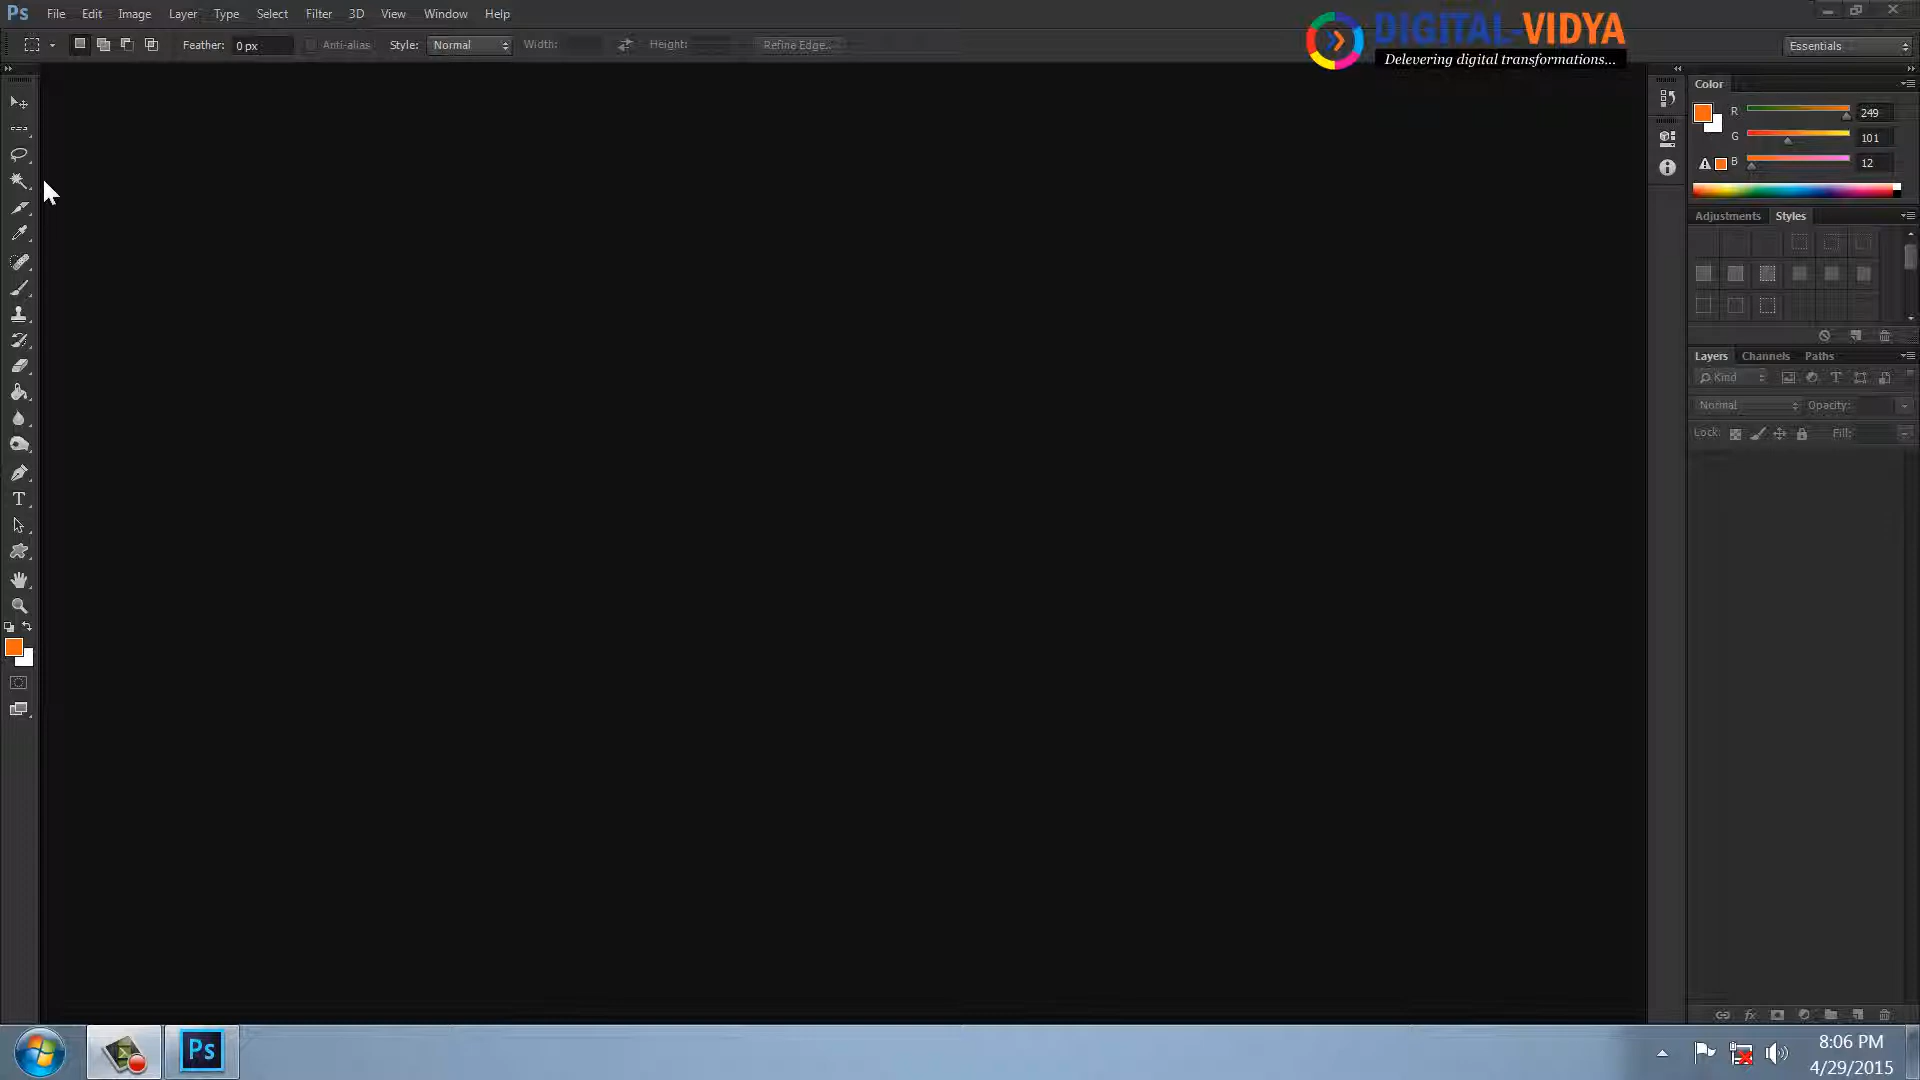 Ps File Edit Image Layer Type Select Filter 3D View Window Help
Feather: 0 px Anti-alias Style: Normal Width: Height: Refine Edge...
DIGITAL-VIDYA
Delevering digital transformations...
Essentials
Color
R 249
G 101
B 12
Adjustments Styles
Layers Channels Paths
Kind
Normal Opacity:
Lock: Fill:
T
fx
Ps
8:06 PM
4/29/2015